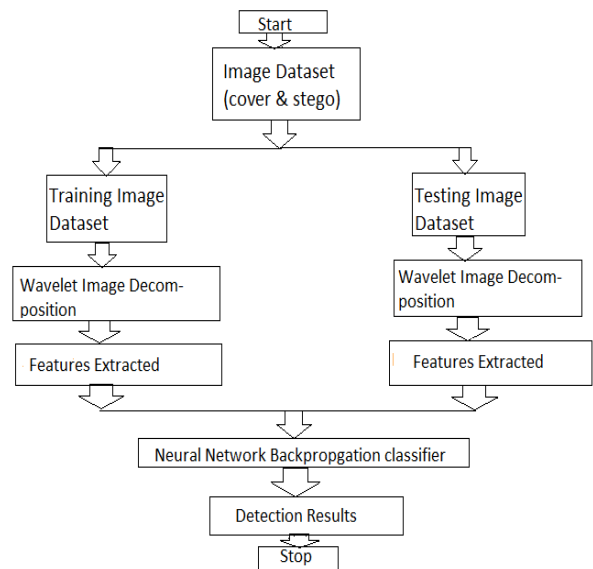 Start
Image Dataset
(cover & stego)
Training Image
Dataset
Testing Image
Dataset
Wavelet Image Decom-
position
Wavelet Image Decom-
position
Features Extracted
Features Extracted
Neural Network Backpropgation classifier
Detection Results
Stop